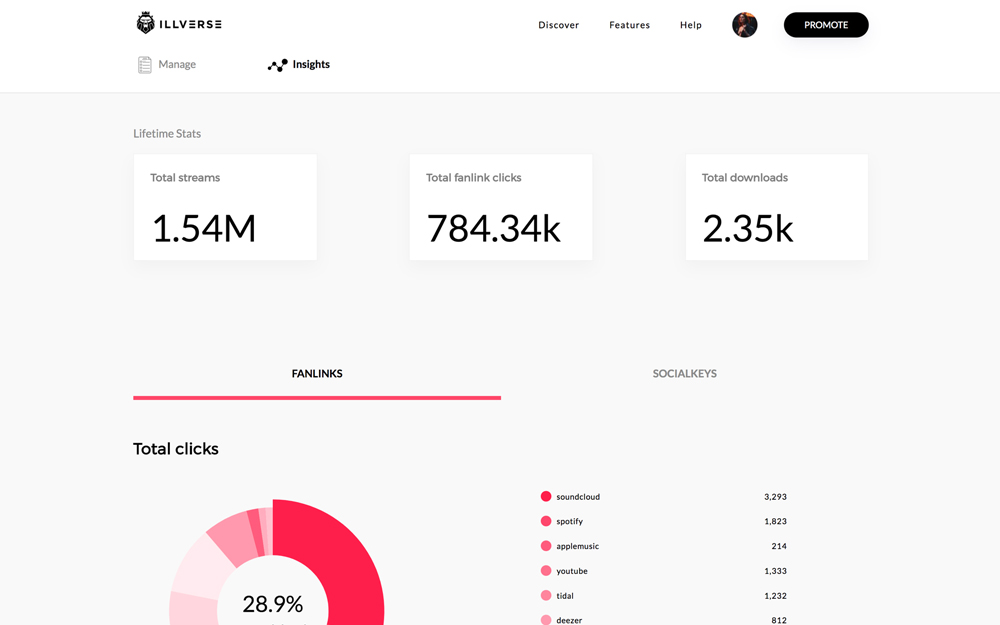 ILLVERSE
Discover
Features
Help
PROMOTE
Manage
Insights
Lifetime Stats
Total streams
1.54M
Total fanlink clicks
784.34k
Total downloads
2.35k
FANLINKS
SOCIALKEYS
Total clicks
28.9%
soundcloud 3,293
spotify 1,823
applemusic 214
youtube 1,333
tidal 1,232
deezer 812